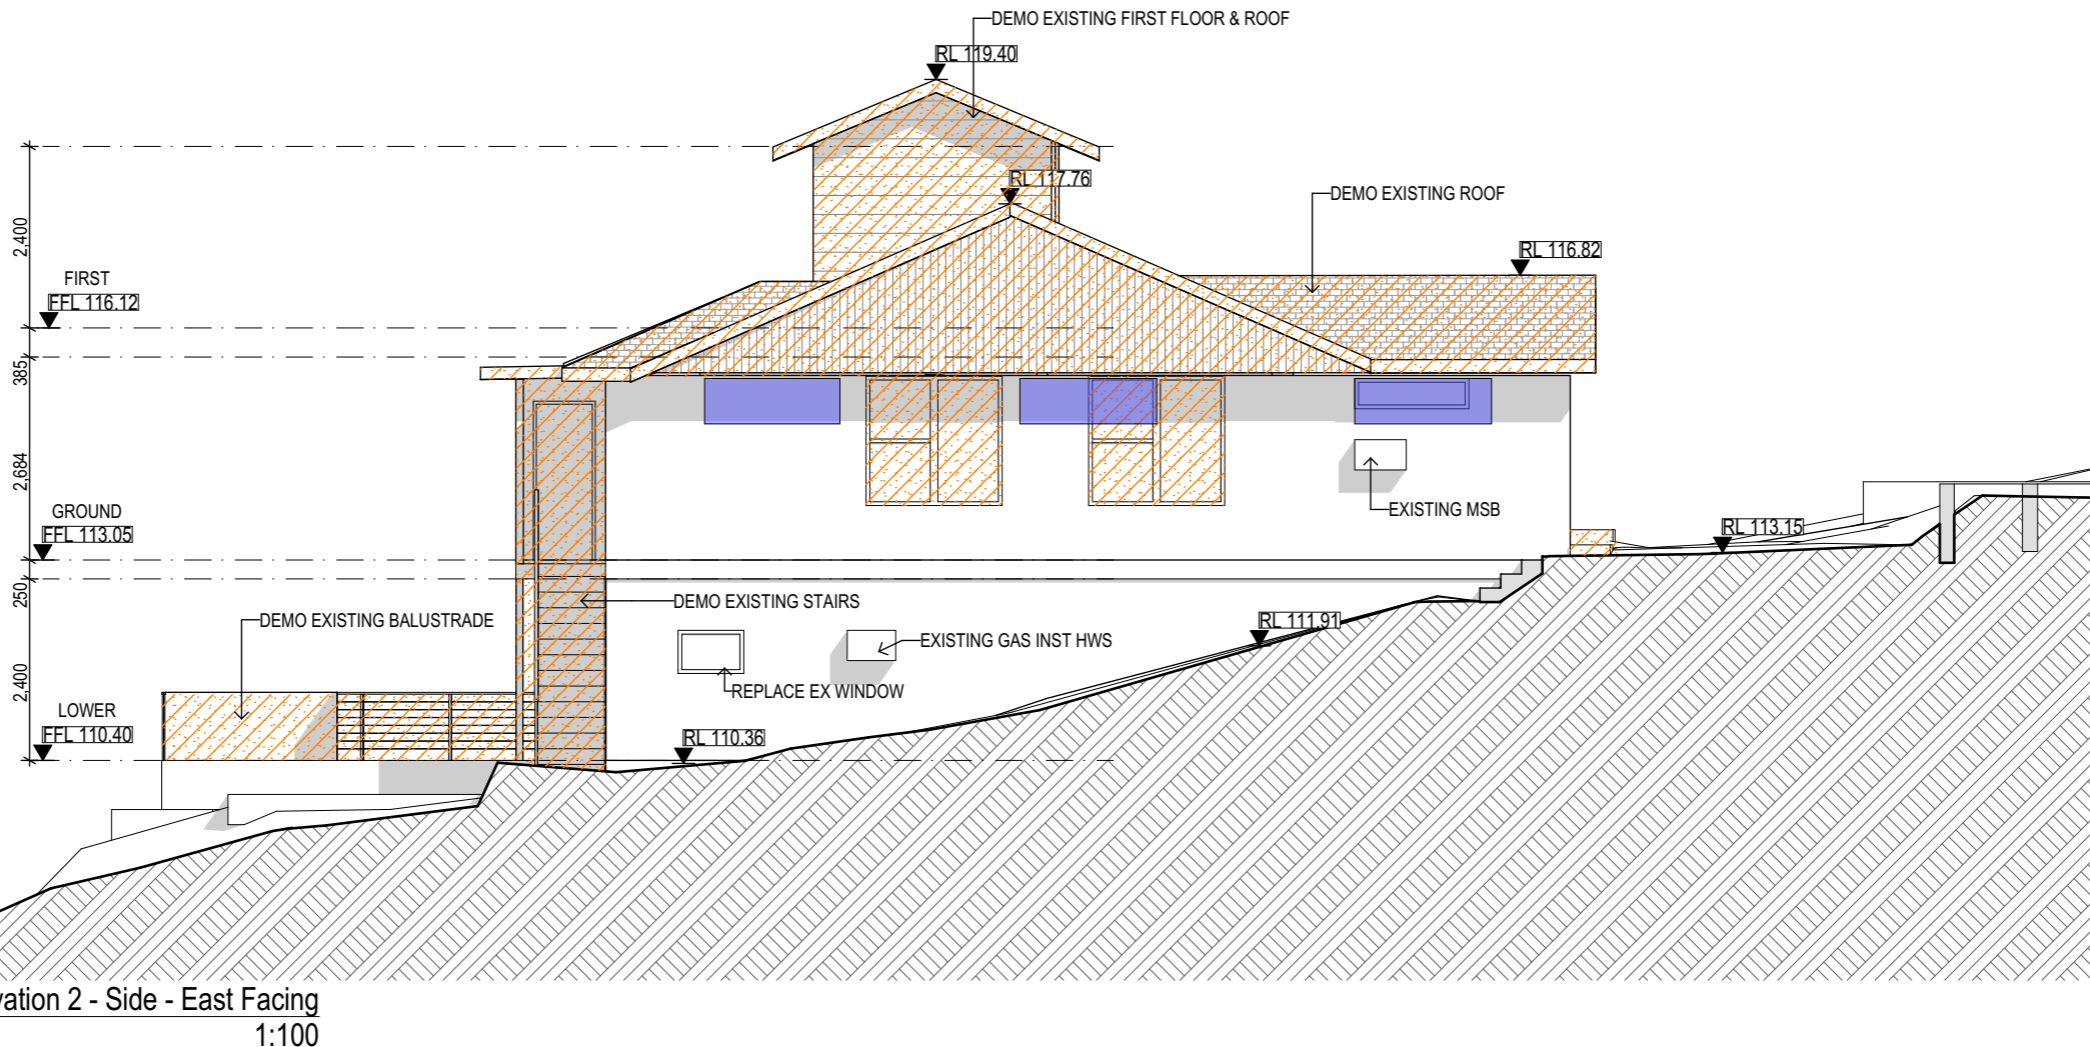 DEMO EXISTING FIRST FLOOR & ROOF
RL 119.40
RL 117.76
DEMO EXISTING ROOF
RL 116.82
2,400
FIRST
FFL 116.12
385
2,684
GROUND
FFL 113.05
EXISTING MSB
RL 113.15
250
DEMO EXISTING STAIRS
DEMO EXISTING BALUSTRADE
RL 111.91
EXISTING GAS INST HWS
2,400
REPLACE EX WINDOW
LOWER
FFL 110.40
RL 110.36
vation 2 - Side - East Facing
1:100